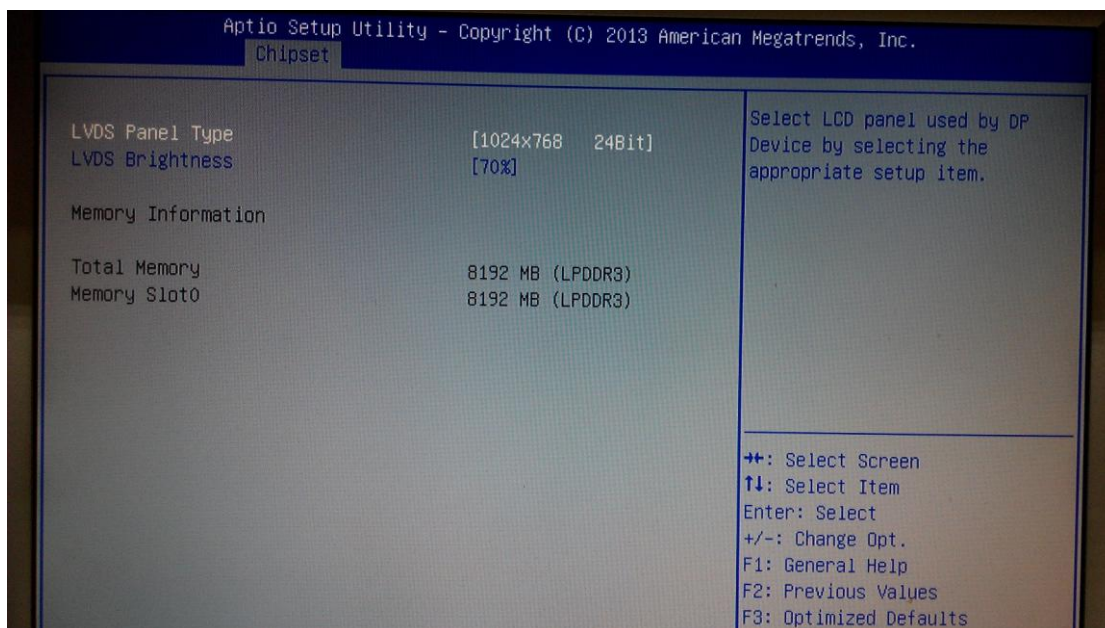 Aptio Setup Utility – Copyright (C) 2013 American Megatrends, Inc.
Chipset
LVDS Panel Type [1024x768 24Bit]
LVDS Brightness [70%]
Memory Information
Total Memory 8192 MB (LPDDR3)
Memory Slot0 8192 MB (LPDDR3)
Select LCD panel used by DP
Device by selecting the
appropriate setup item.
→←: Select Screen
↑↓: Select Item
Enter: Select
+/-: Change Opt.
F1: General Help
F2: Previous Values
F3: Optimized Defaults